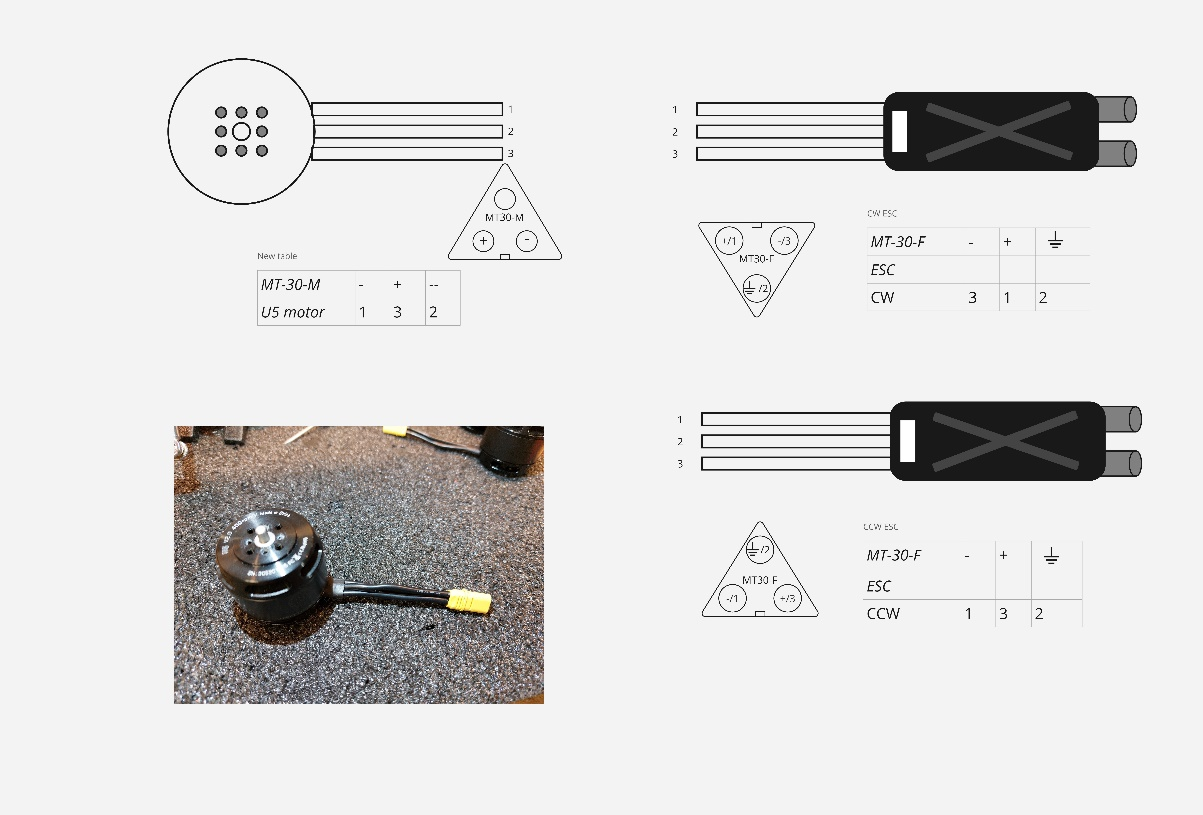 1
2
3
MT30-M
+
-
New table
MT-30-M - + --
U5 motor 1 3 2
1
2
3
+/1 -/3
MT30-F
/2
CW ESC
MT-30-F - +
ESC
CW 3 1 2
1
2
3
/2
MT30-F
-/1 +/3
CCW ESC
MT-30-F - +
ESC
CCW 1 3 2